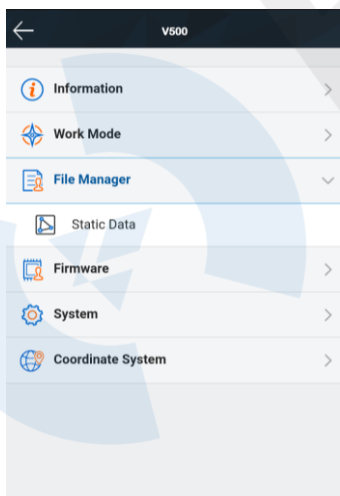 V500
Information
Work Mode
File Manager
Static Data
Firmware
System
Coordinate System